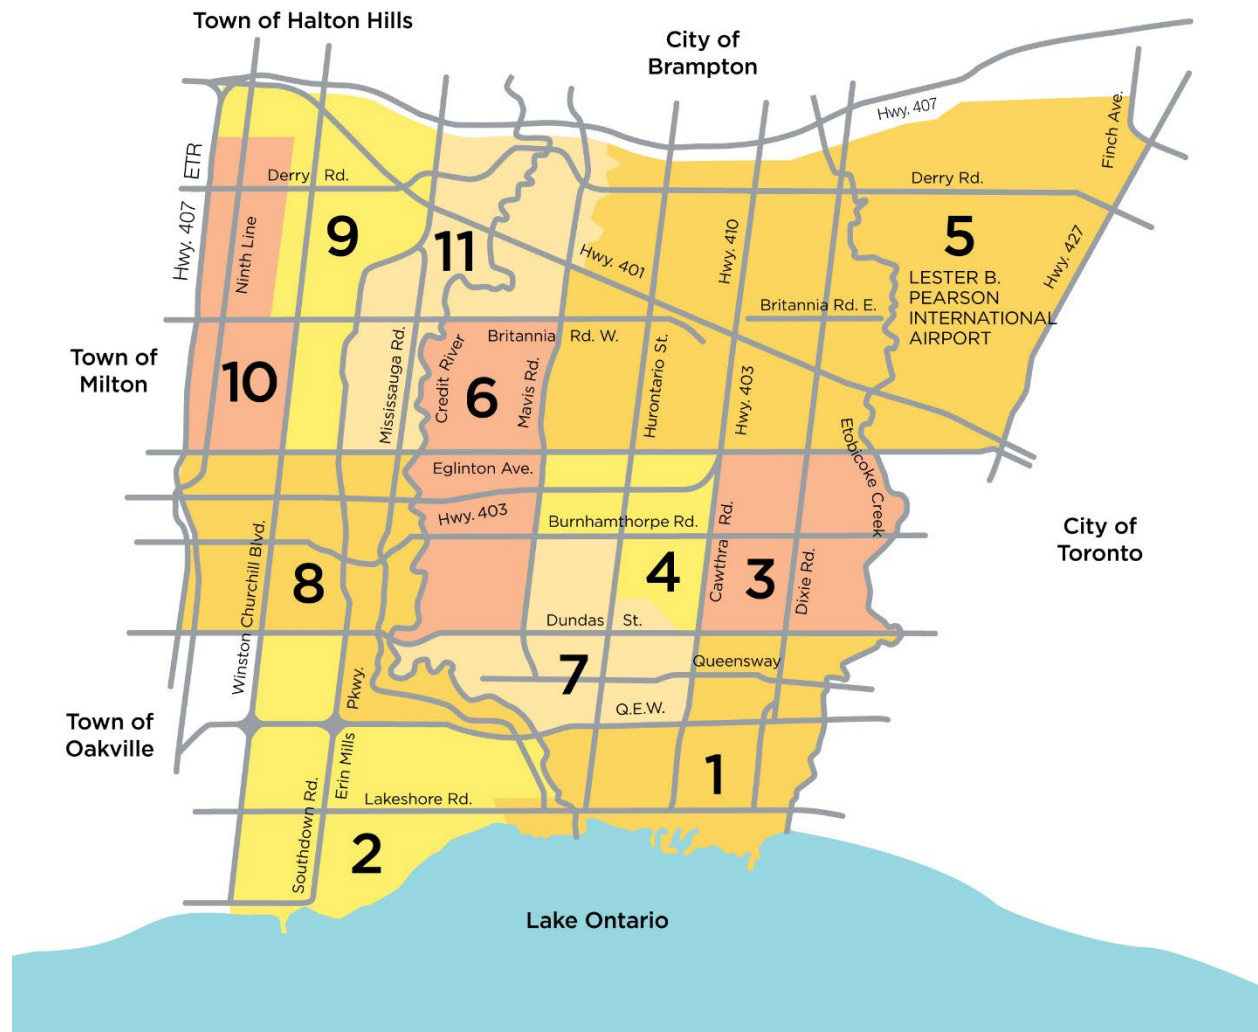 Town of Halton Hills
City of
Brampton
Hwy. 407
Finch Ave.
ETR
Hwy. 407
Derry Rd.
Derry Rd.
9
11
5
Ninth Line
Hwy. 401
Hwy. 410
Hwy. 427
LESTER B.
PEARSON
INTERNATIONAL
AIRPORT
Britannia Rd. E.
Britannia Rd. W.
Town of
Milton
10
Mississauga Rd.
Credit River
6
Mavis Rd.
Hurontario St.
Hwy. 403
Etobicoke Creek
Eglinton Ave.
Hwy. 403
Burnhamthorpe Rd.
City of
Toronto
Winston Churchill Blvd.
8
4
Cawthra Rd.
3
Dixie Rd.
Dundas St.
7
Queensway
Pkwy.
Q.E.W.
Town of
Oakville
Erin Mills
1
Southdown Rd.
Lakeshore Rd.
2
Lake Ontario